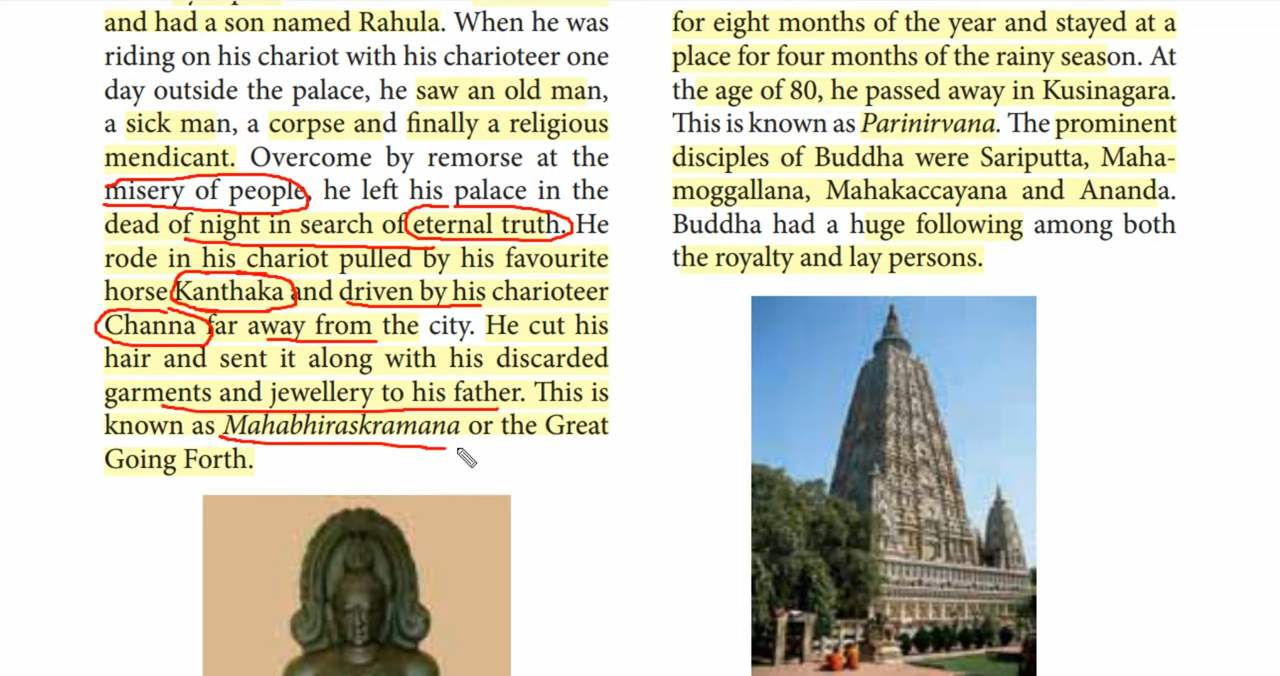 and had a son named Rahula. When he was
riding on his chariot with his charioteer one
day outside the palace, he saw an old man,
a sick man, a corpse and finally a religious
mendicant. Overcome by remorse at the
misery of people, he left his palace in the
dead of night in search of eternal truth. He
rode in his chariot pulled by his favourite
horse Kanthaka and driven by his charioteer
Channa far away from the city. He cut his
hair and sent it along with his discarded
garments and jewellery to his father. This is
known as Mahabhiraskramana or the Great
Going Forth.
for eight months of the year and stayed at a
place for four months of the rainy season. At
the age of 80, he passed away in Kusinagara.
This is known as Parinirvana. The prominent
disciples of Buddha were Sariputta, Maha-
moggallana, Mahakaccayana and Ananda.
Buddha had a huge following among both
the royalty and lay persons.